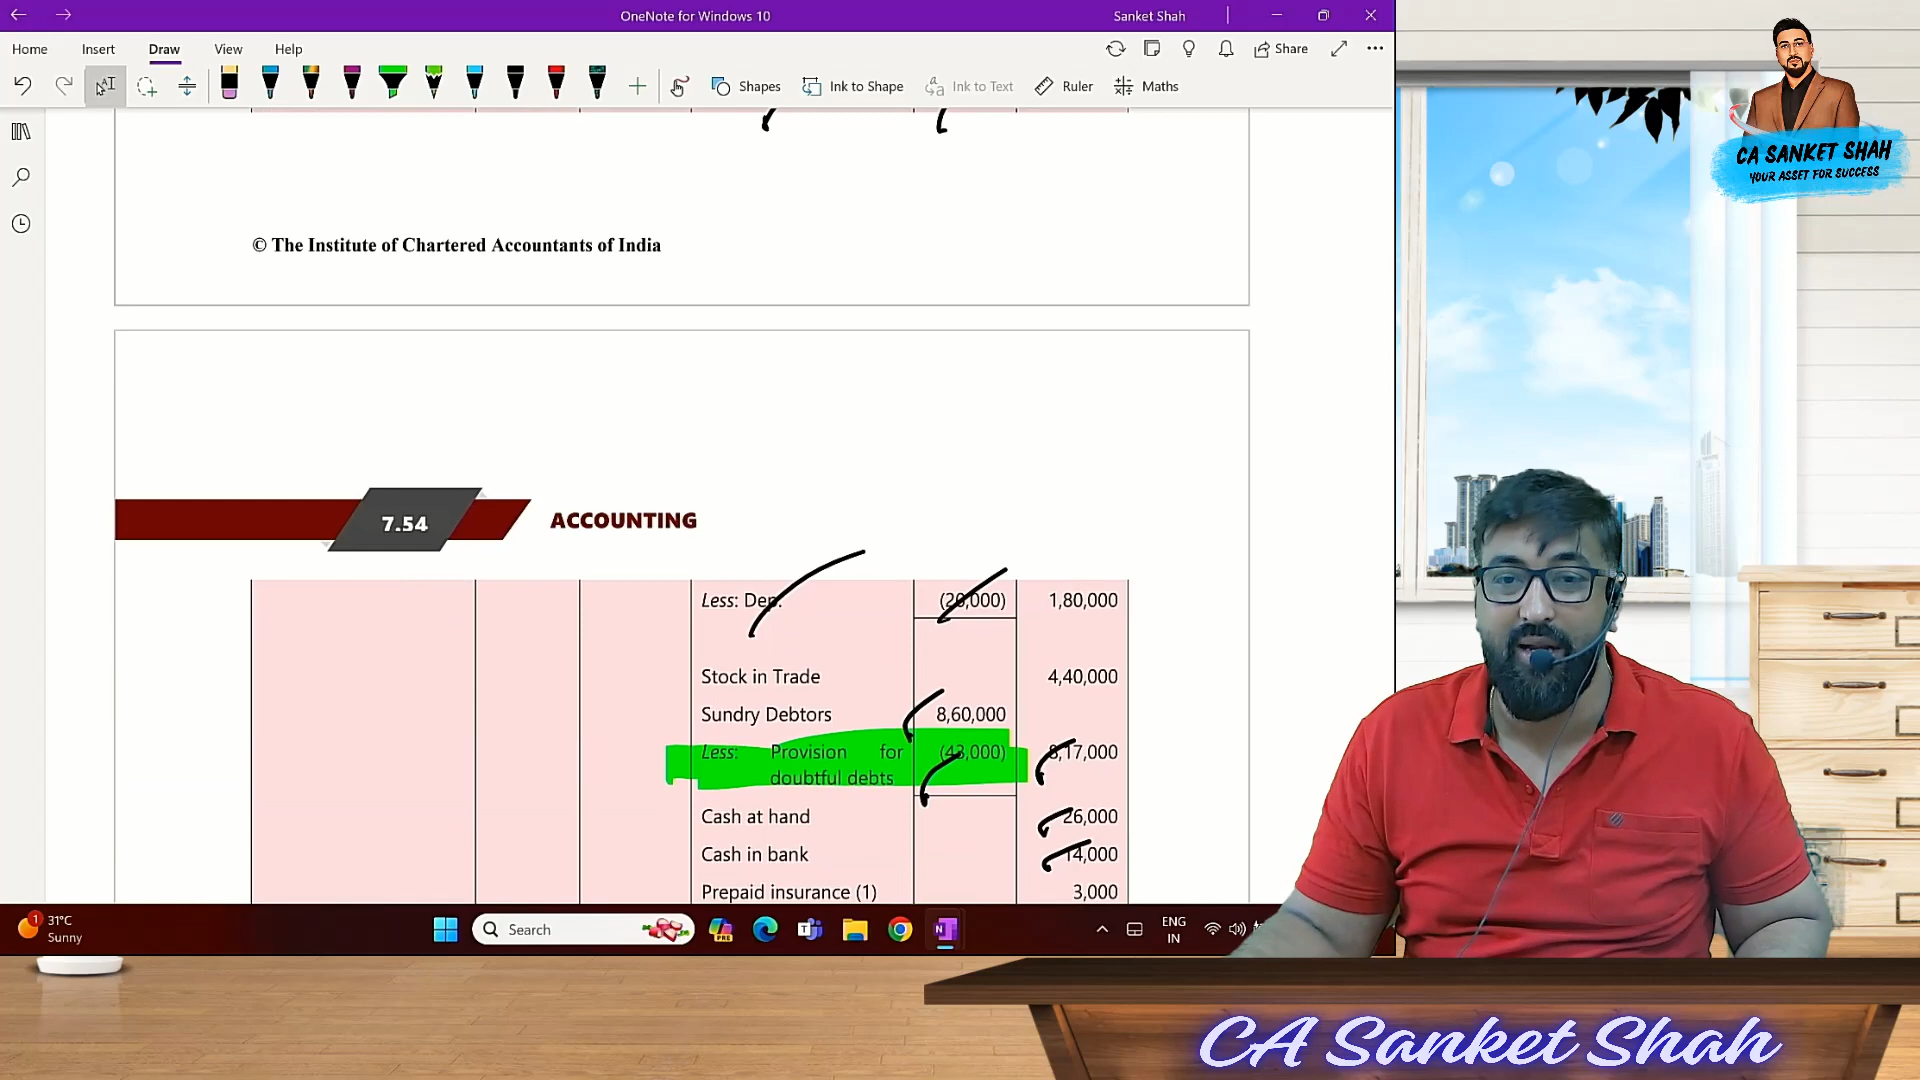 OneNote for Windows 10
Sanket Shah
Home Insert Draw View Help
Share
Shapes Ink to Shape Ink to Text Ruler Maths
© The Institute of Chartered Accountants of India
7.54 ACCOUNTING
Less: Dep. (20,000) 1,80,000
Stock in Trade 4,40,000
Sundry Debtors 8,60,000
Less: Provision for (43,000) 8,17,000
doubtful debts
Cash at hand 26,000
Cash in bank 14,000
Prepaid insurance (1) 3,000
1 31°C
Sunny
Search
PRE
ENG
IN
CA SANKET SHAH
YOUR ASSET FOR SUCCESS
CA Sanket Shah